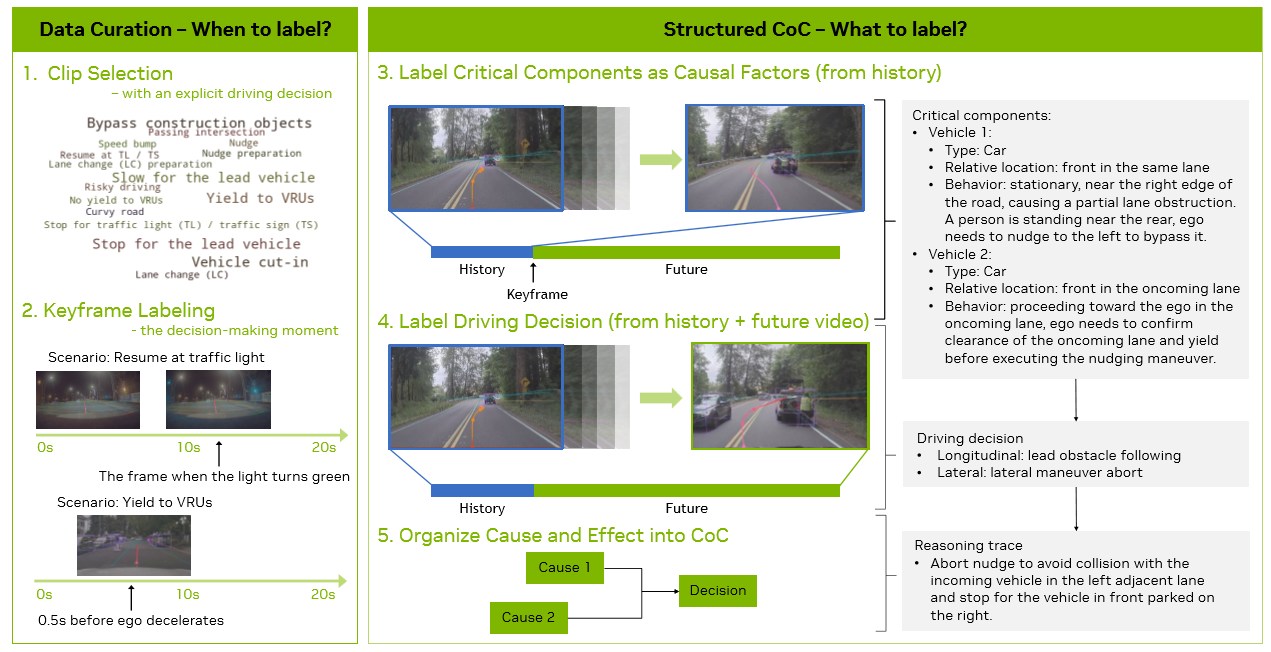 Data Curation – When to label?
1. Clip Selection
– with an explicit driving decision
Bypass construction objects
Passing intersection
Speed bump
Nudge
Resume at TL / TS
Nudge preparation
Lane change (LC) preparation
Slow for the lead vehicle
Risky driving
No yield to VRUs
Yield to VRUs
Curvy road
Stop for traffic light (TL) / traffic sign (TS)
Stop for the lead vehicle
Vehicle cut-in
Lane change (LC)
2. Keyframe Labeling
- the decision-making moment
Scenario: Resume at traffic light
0s 10s 20s
The frame when the light turns green
Scenario: Yield to VRUs
0s 10s 20s
0.5s before ego decelerates
Structured CoC – What to label?
3. Label Critical Components as Causal Factors (from history)
History
Future
Keyframe
4. Label Driving Decision (from history + future video)
History
Future
5. Organize Cause and Effect into CoC
Cause 1
Decision
Cause 2
Critical components:
• Vehicle 1:
• Type: Car
• Relative location: front in the same lane
• Behavior: stationary, near the right edge of
the road, causing a partial lane obstruction.
A person is standing near the rear, ego
needs to nudge to the left to bypass it.
• Vehicle 2:
• Type: Car
• Relative location: front in the oncoming lane
• Behavior: proceeding toward the ego in the
oncoming lane, ego needs to confirm
clearance of the oncoming lane and yield
before executing the nudging maneuver.
Driving decision
• Longitudinal: lead obstacle following
• Lateral: lateral maneuver abort
Reasoning trace
• Abort nudge to avoid collision with the
incoming vehicle in the left adjacent lane
and stop for the vehicle in front parked on
the right.